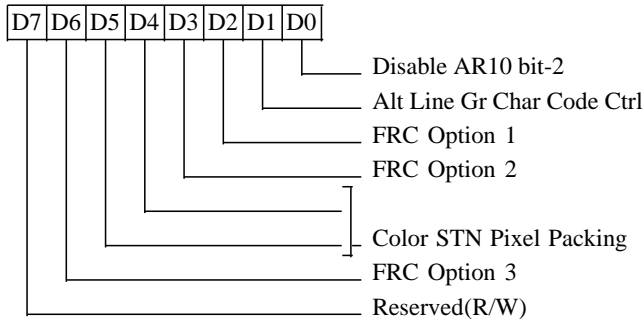 D7 D6 D5 D4 D3 D2 D1 D0
Disable AR10 bit-2
Alt Line Gr Char Code Ctrl
FRC Option 1
FRC Option 2
Color STN Pixel Packing
FRC Option 3
Reserved(R/W)